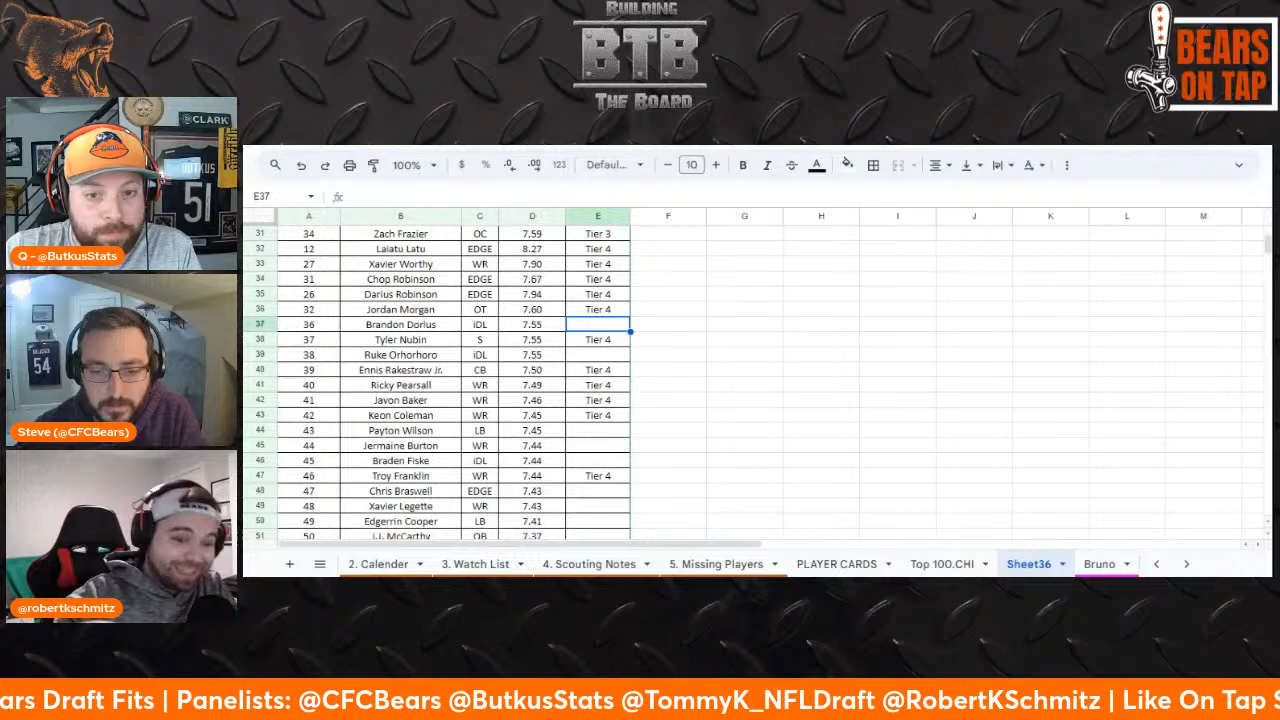 BUILDING
BTB
THE BOARD
BEARS
ON TAP
CLARK
BUTKUS
51
Q - @ButkusStats
54
Steve (@CFCBears)
BEARS
@robertkschmitz
100% $ % .0 .00 123 Defaul... − 10 + B I S A
E37 fx
A B C D E F G H I J K L M
31 34 Zach Frazier OC 7.59 Tier 3
32 12 Laiatu Latu EDGE 8.27 Tier 4
33 27 Xavier Worthy WR 7.90 Tier 4
34 31 Chop Robinson EDGE 7.67 Tier 4
35 26 Darius Robinson EDGE 7.94 Tier 4
36 32 Jordan Morgan OT 7.60 Tier 4
37 36 Brandon Dorlus iDL 7.55
38 37 Tyler Nubin S 7.55 Tier 4
39 38 Ruke Orhorhoro iDL 7.55
40 39 Ennis Rakestraw Jr. CB 7.50 Tier 4
41 40 Ricky Pearsall WR 7.49 Tier 4
42 41 Javon Baker WR 7.46 Tier 4
43 42 Keon Coleman WR 7.45 Tier 4
44 43 Payton Wilson LB 7.45
45 44 Jermaine Burton WR 7.44
46 45 Braden Fiske iDL 7.44
47 46 Troy Franklin WR 7.44 Tier 4
48 47 Chris Braswell EDGE 7.43
49 48 Xavier Legette WR 7.43
50 49 Edgerrin Cooper LB 7.41
51 50 J.J. McCarthy QB 7.37
+ 2. Calender 3. Watch List 4. Scouting Notes 5. Missing Players PLAYER CARDS Top 100.CHI Sheet36 Bruno
ars Draft Fits | Panelists: @CFCBears @ButkusStats @TommyK_NFLDraft @RobertKSchmitz | Like On Tap S